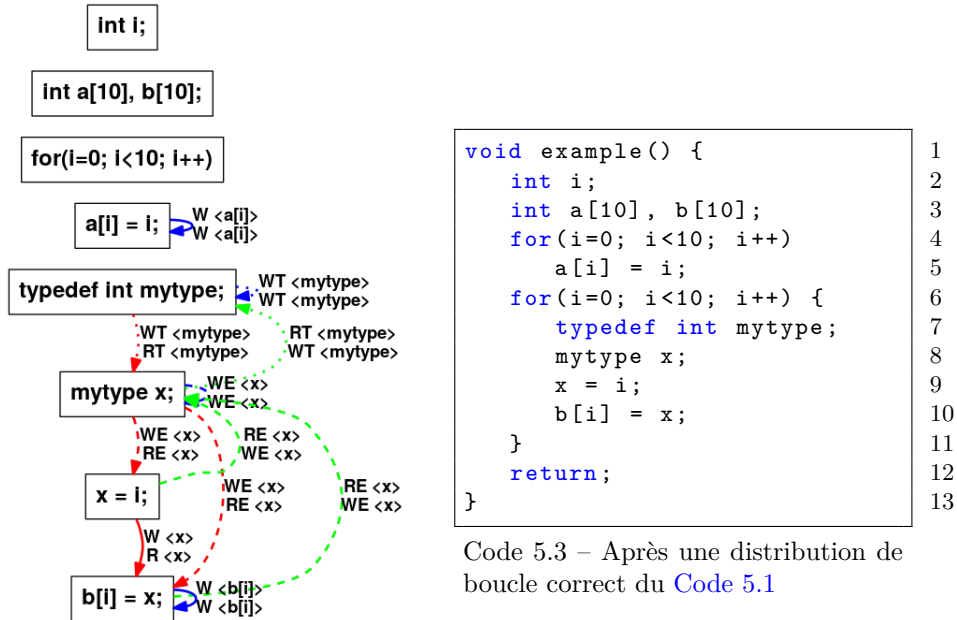 int i;
int a[10], b[10];
for(i=0; i<10; i++)
a[i] = i;
W <a[i]>
W <a[i]>
typedef int mytype;
WT <mytype>
WT <mytype>
WT <mytype>
RT <mytype>
RT <mytype>
WT <mytype>
mytype x;
WE <x>
WE <x>
WE <x>
RE <x>
RE <x>
WE <x>
x = i;
WE <x>
RE <x>
RE <x>
WE <x>
W <x>
R <x>
b[i] = x;
W <b[i]>
W <b[i]>
void example() { 1
int i; 2
int a[10], b[10]; 3
for(i=0; i<10; i++) 4
a[i] = i; 5
for(i=0; i<10; i++) { 6
typedef int mytype; 7
mytype x; 8
x = i; 9
b[i] = x; 10
} 11
return; 12
} 13
Code 5.3 – Après une distribution de
boucle correct du Code 5.1